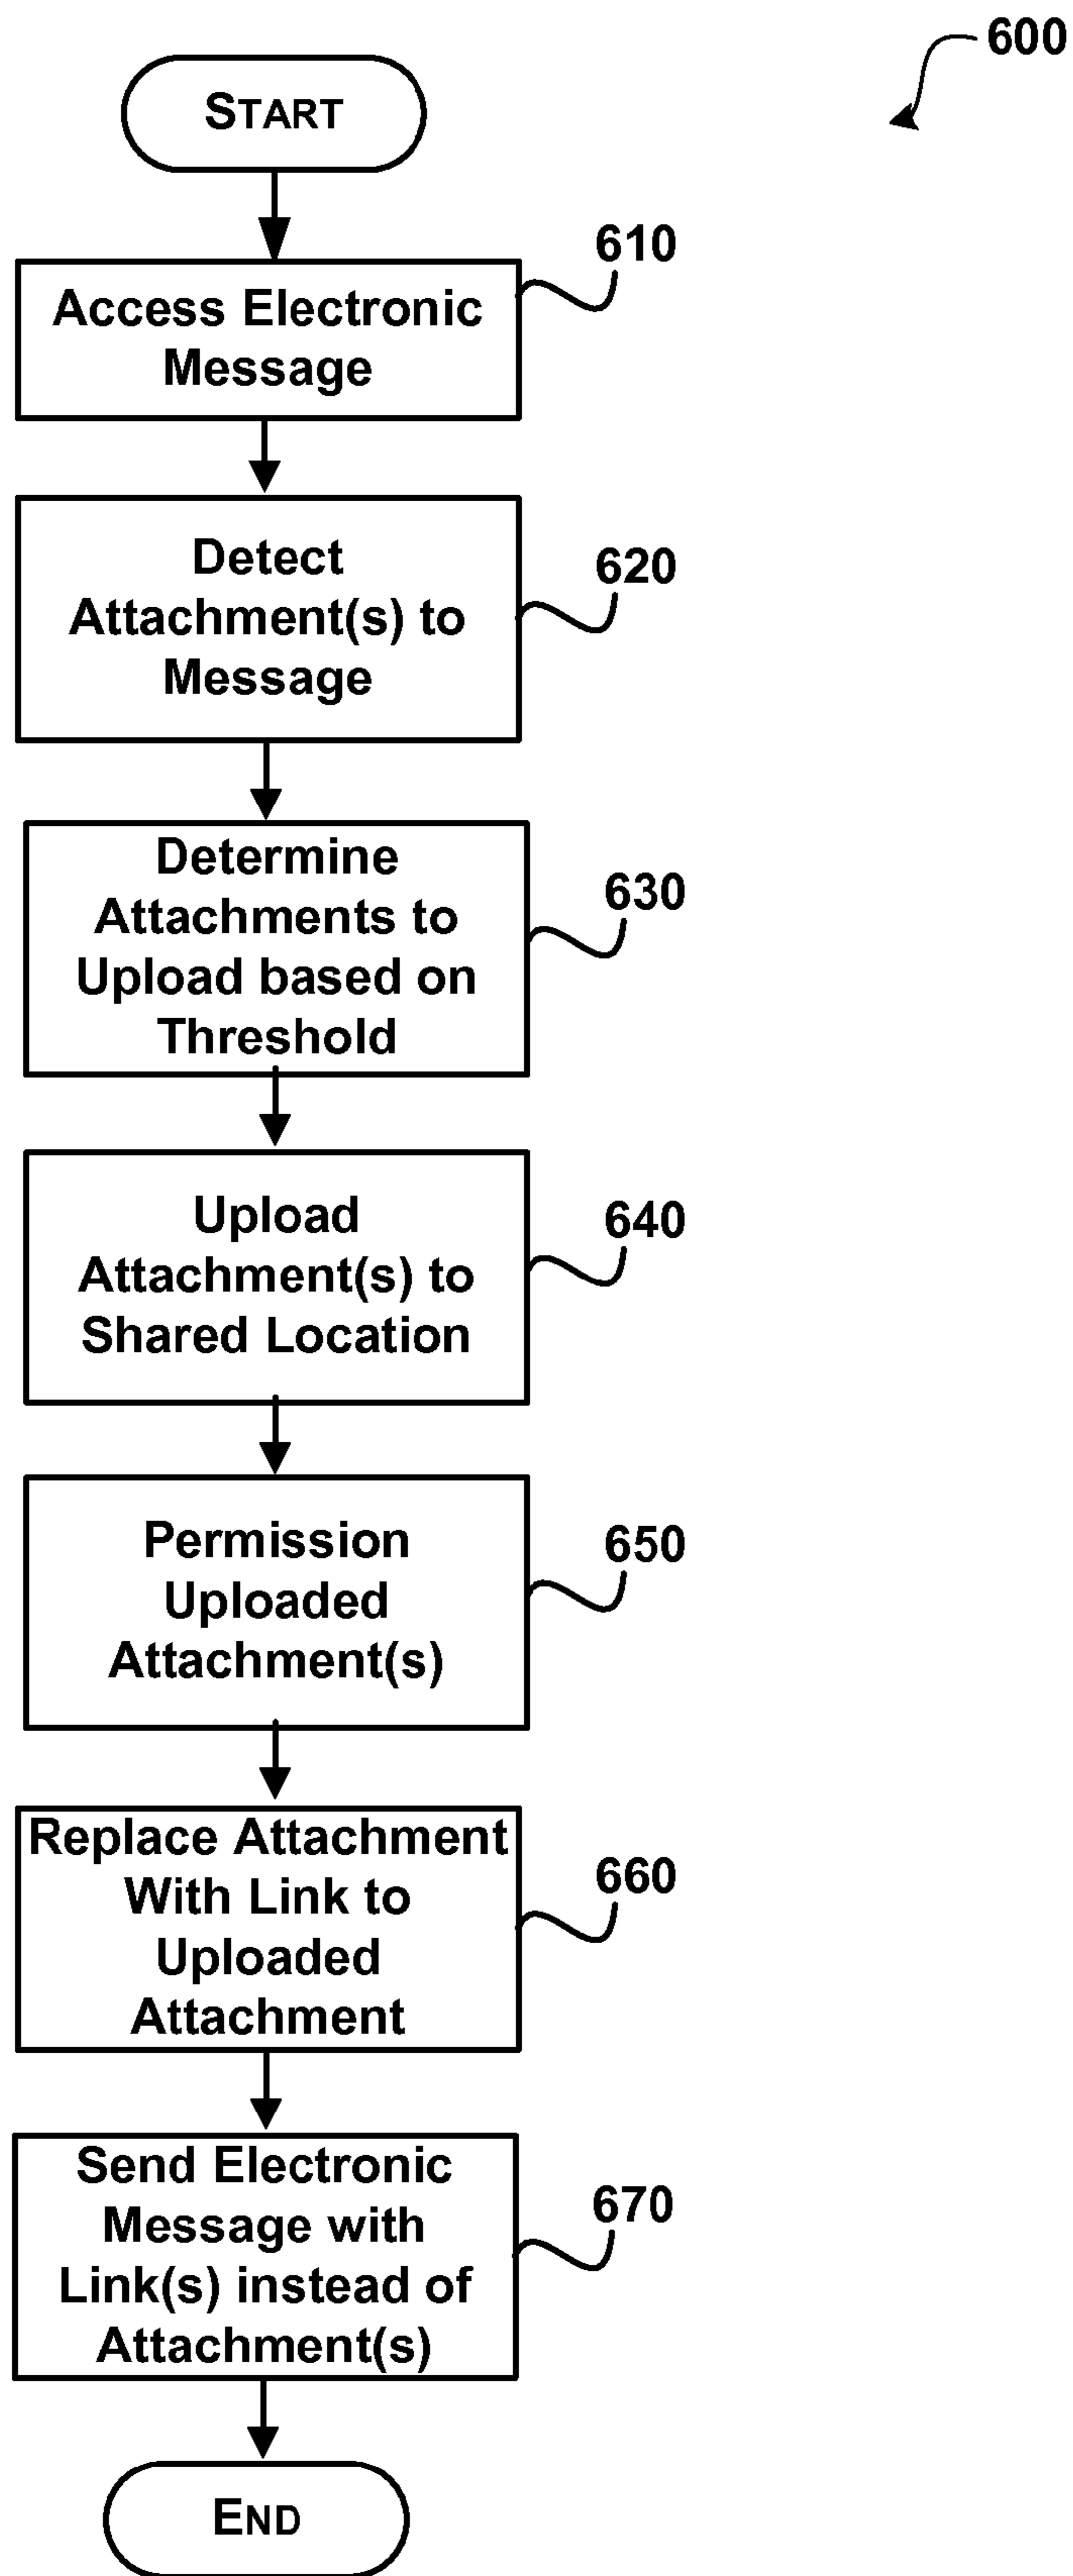 600
START
610
Access Electronic
Message
620
Detect
Attachment(s) to
Message
630
Determine
Attachments to
Upload based on
Threshold
640
Upload
Attachment(s) to
Shared Location
650
Permission
Uploaded
Attachment(s)
660
Replace Attachment
With Link to
Uploaded
Attachment
670
Send Electronic
Message with
Link(s) instead of
Attachment(s)
END